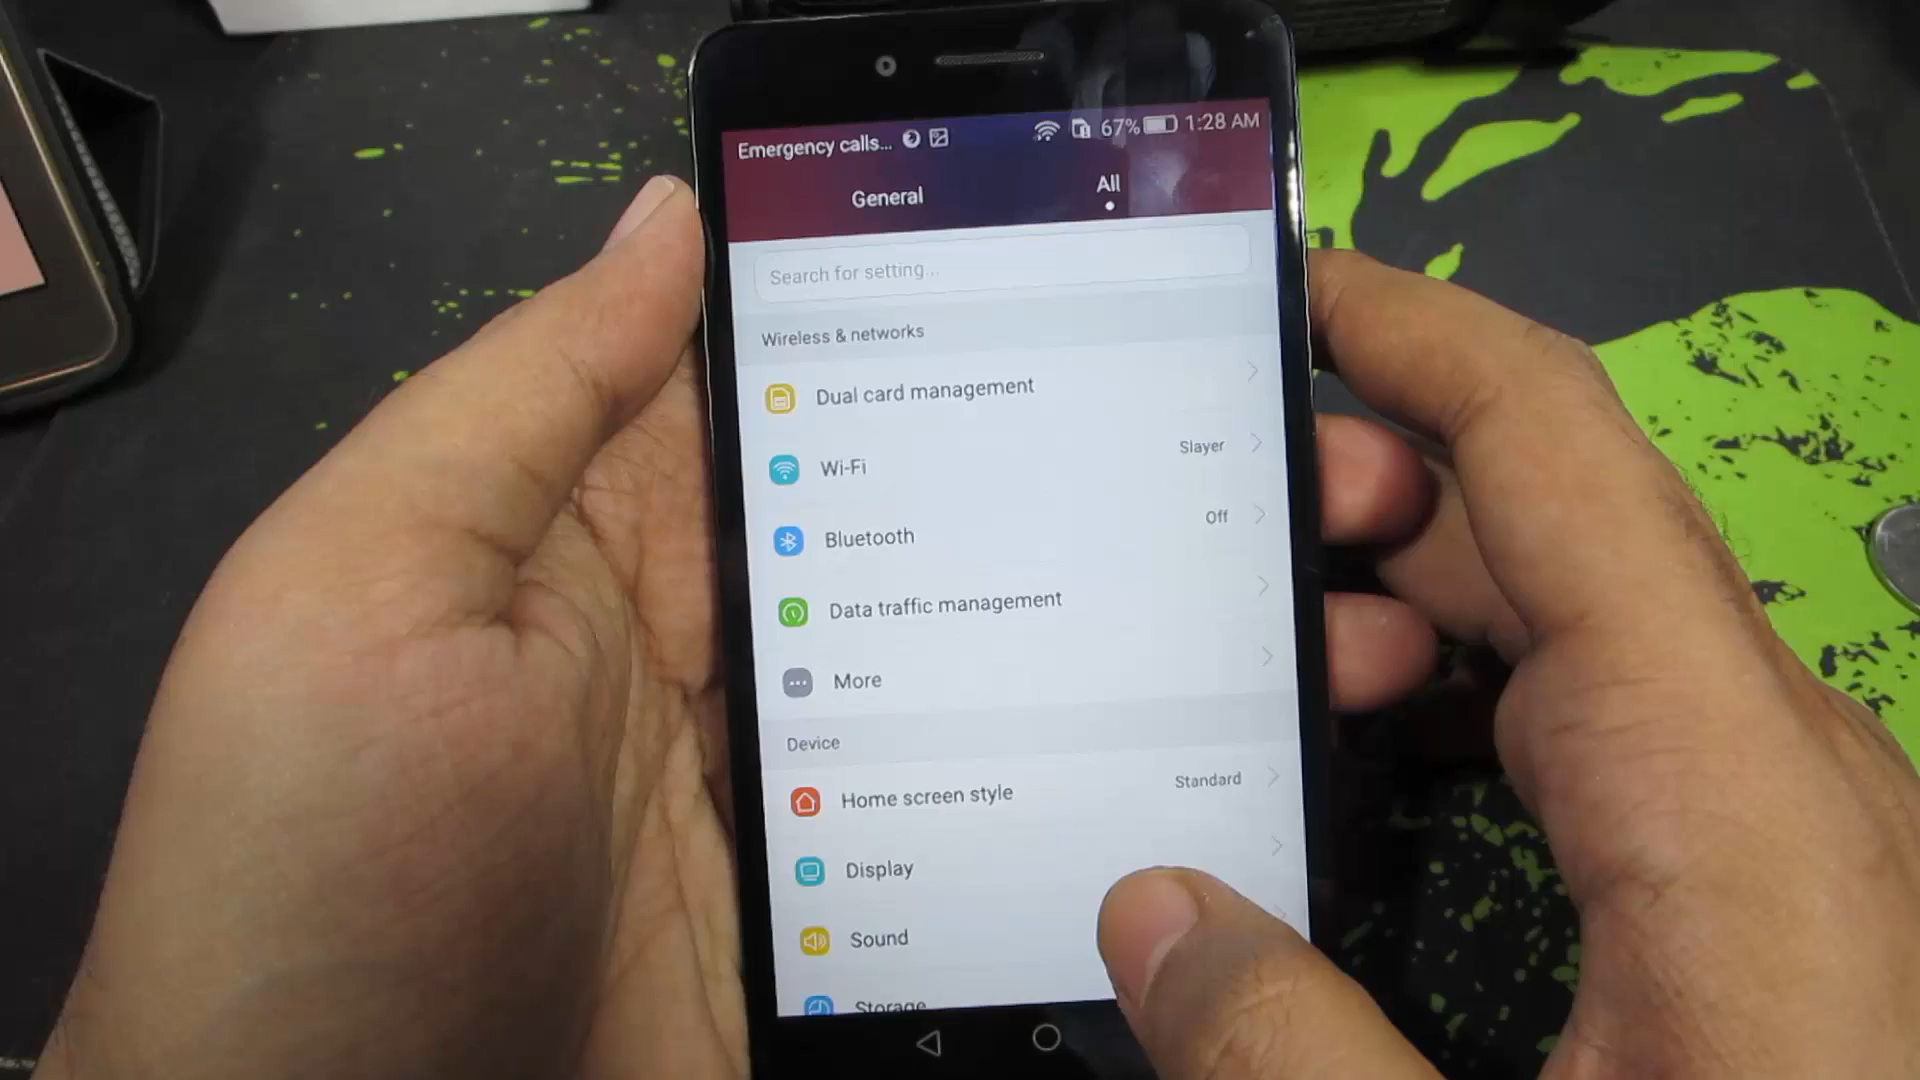 Emergency calls... 67% 1:28 AM
General All
Search for setting...
Wireless & networks
Dual card management
Wi-Fi Slayer
Bluetooth Off
Data traffic management
More
Device
Home screen style Standard
Display
Sound
Storage